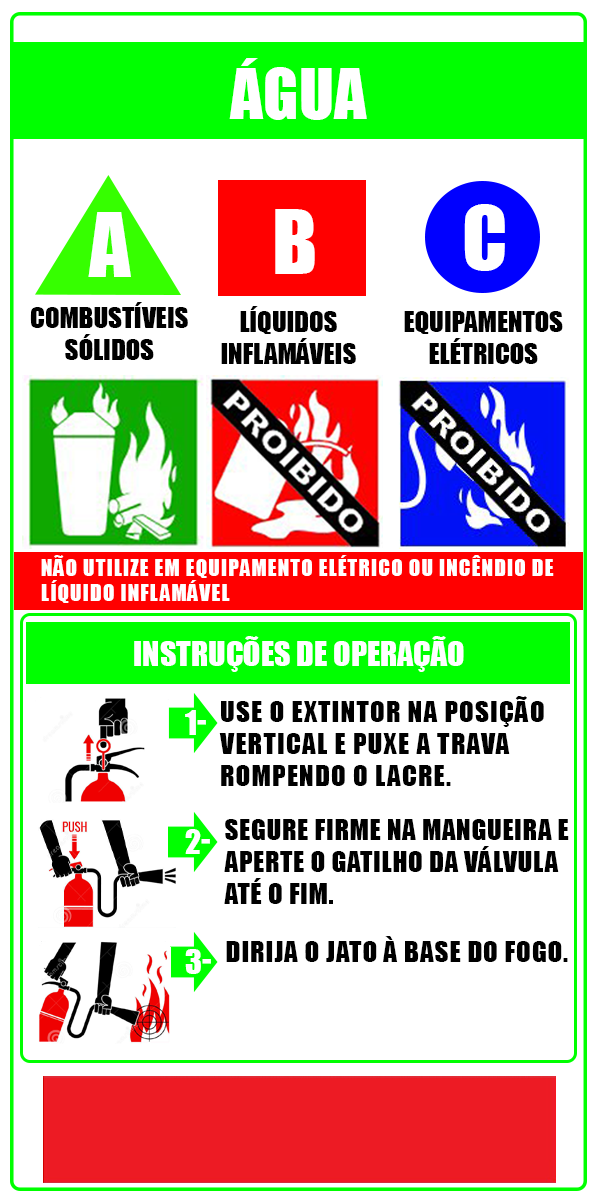 ÁGUA
A
B
C
COMBUSTÍVEIS
SÓLIDOS
LÍQUIDOS
INFLAMÁVEIS
EQUIPAMENTOS
ELÉTRICOS
PROIBIDO
PROIBIDO
NÃO UTILIZE EM EQUIPAMENTO ELÉTRICO OU INCÊNDIO DE
LÍQUIDO INFLAMÁVEL
INSTRUÇÕES DE OPERAÇÃO
1-
USE O EXTINTOR NA POSIÇÃO
VERTICAL E PUXE A TRAVA
ROMPENDO O LACRE.
PUSH
2-
SEGURE FIRME NA MANGUEIRA E
APERTE O GATILHO DA VÁLVULA
ATÉ O FIM.
3-
DIRIJA O JATO À BASE DO FOGO.